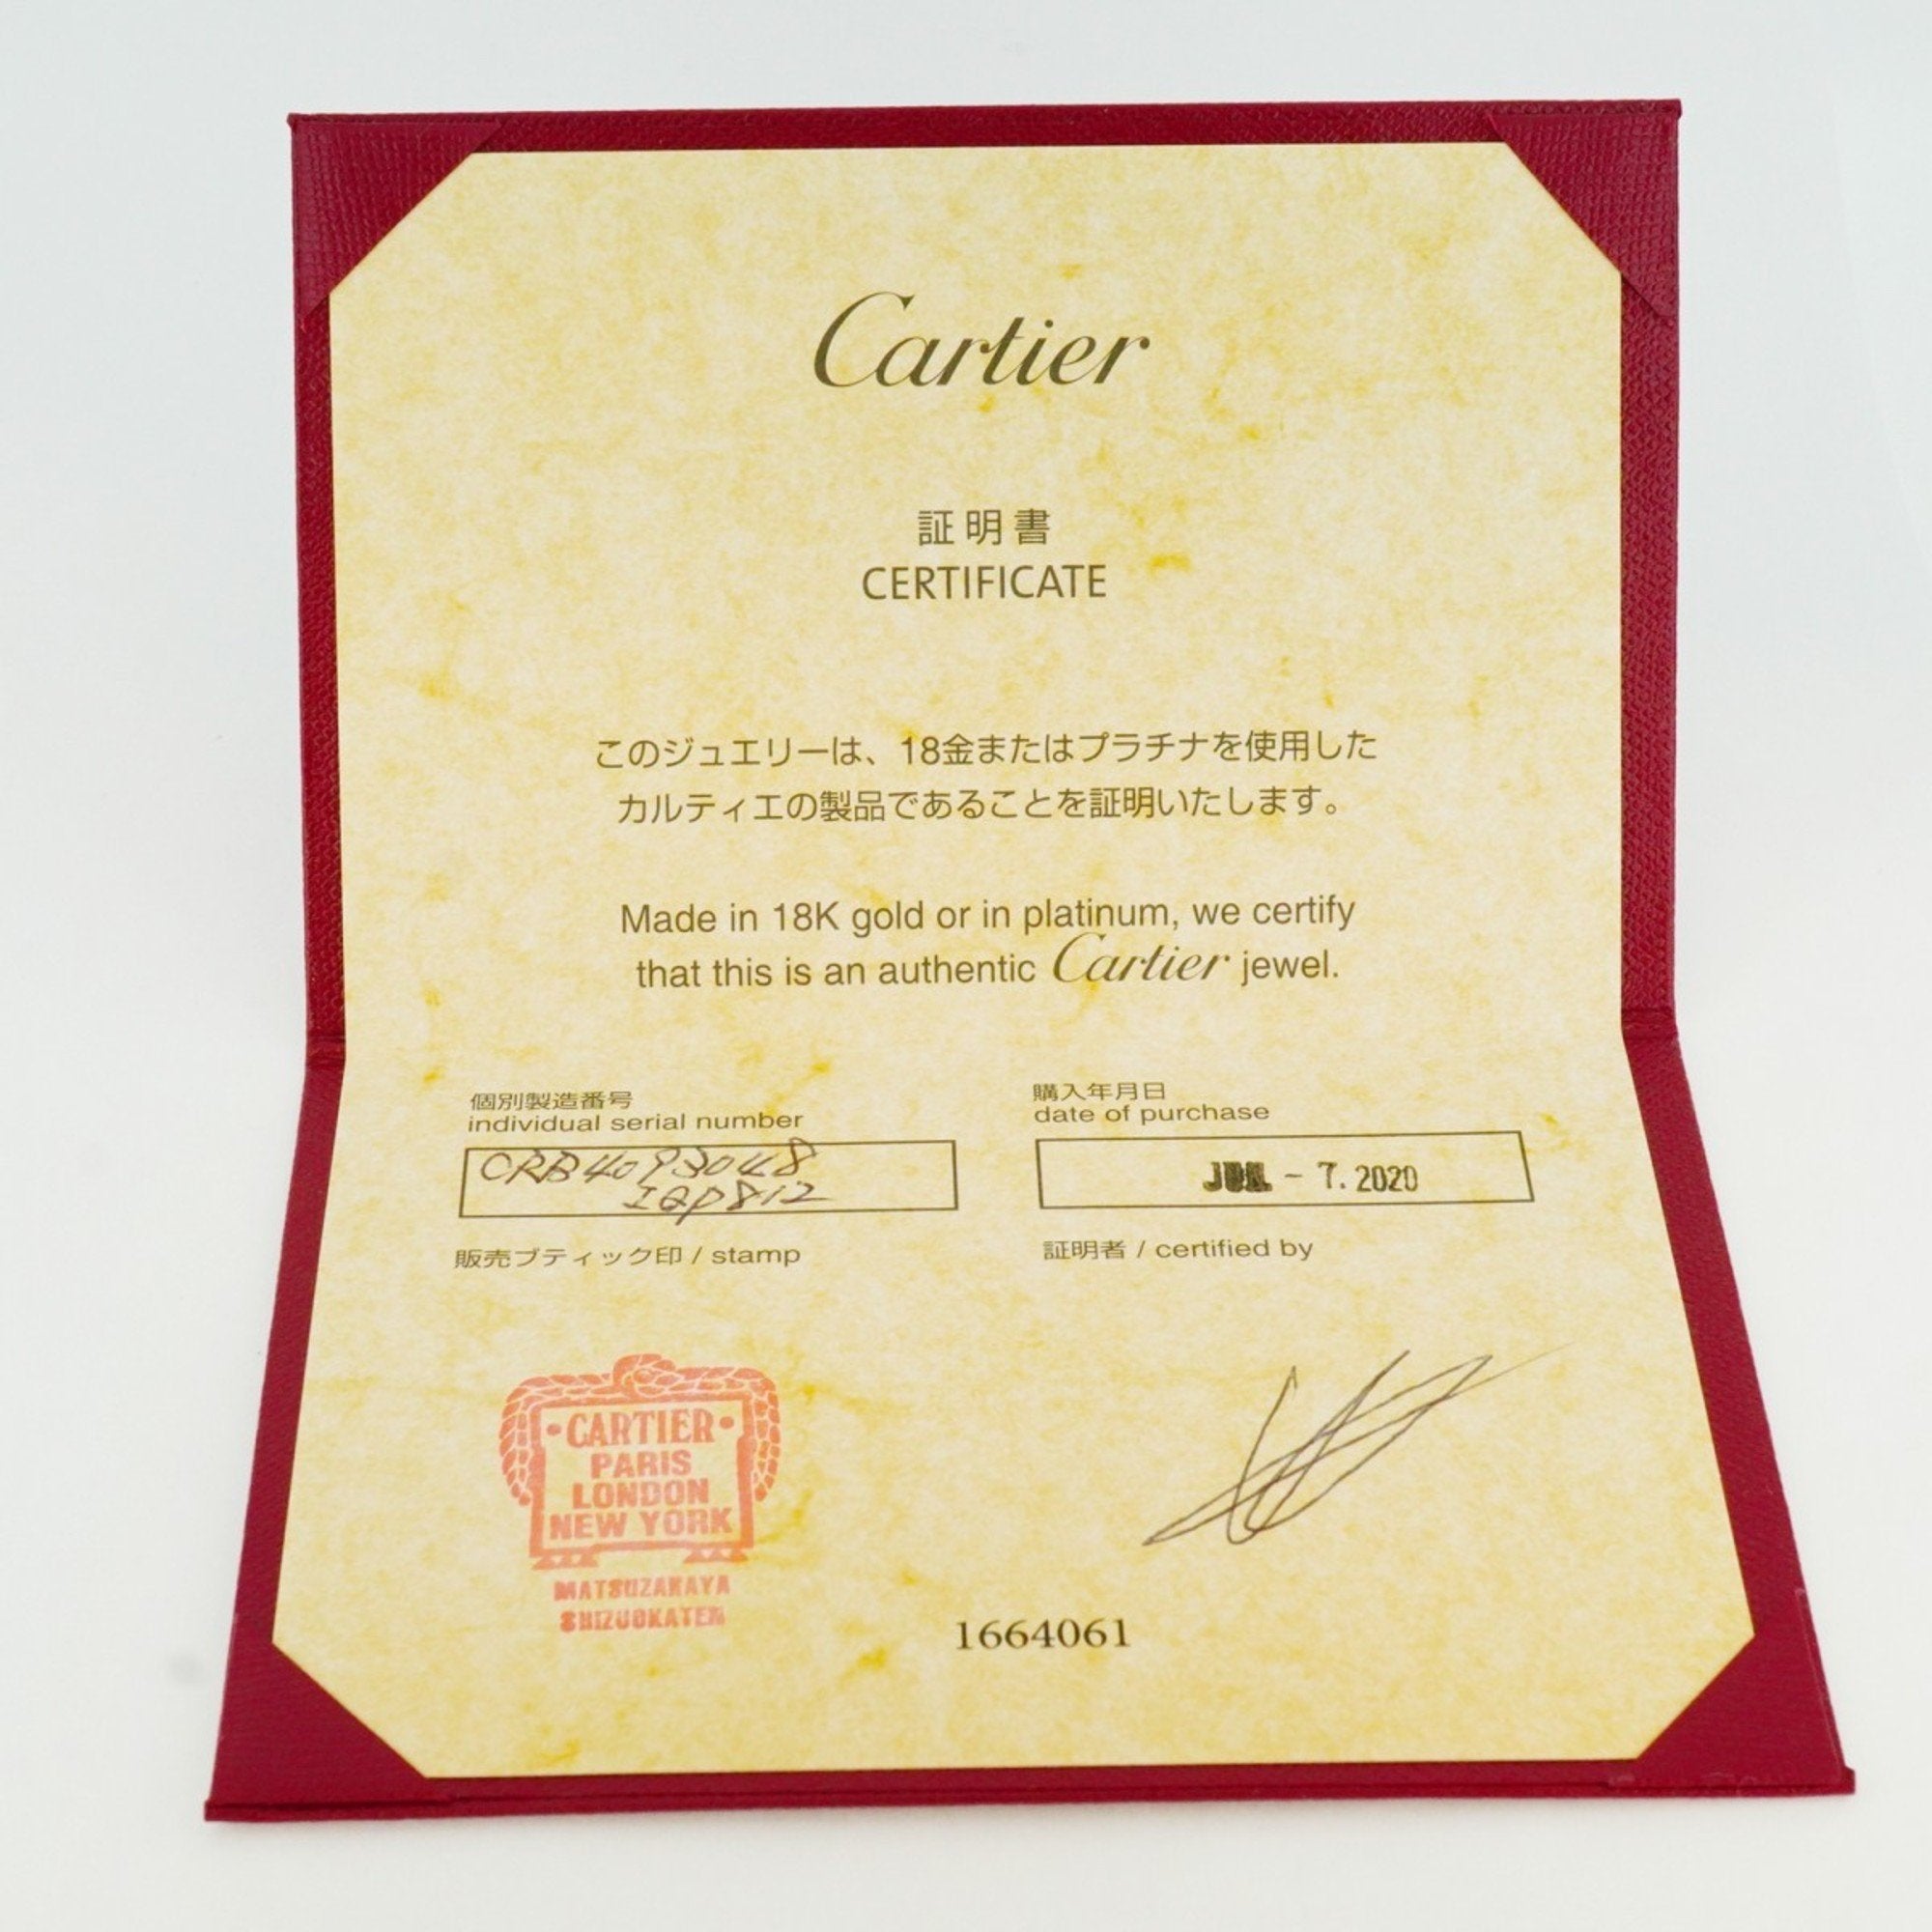 Cartier
証明書
CERTIFICATE
このジュエリーは、18金またはプラチナを使用した
カルティエの製品であることを証明いたします。
Made in 18K gold or in platinum, we certify
that this is an authentic Cartier jewel.
個別製造番号
individual serial number
CRB4093048
購入年月日
date of purchase
- 7. 2020
販売ブティック印 / stamp
証明者 / certified by
•CARTIER•
PARIS
LONDON
NEW YORK
MATSUZAKAYA
SHIZUOKATEN
1664061